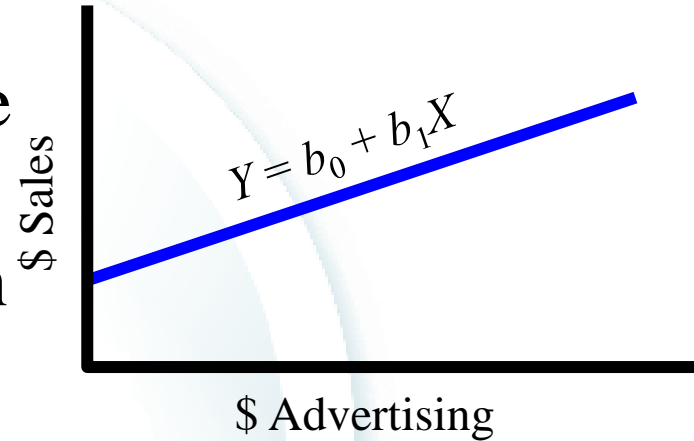 $ Sales
Y = b₀ + b₁X
$ Advertising